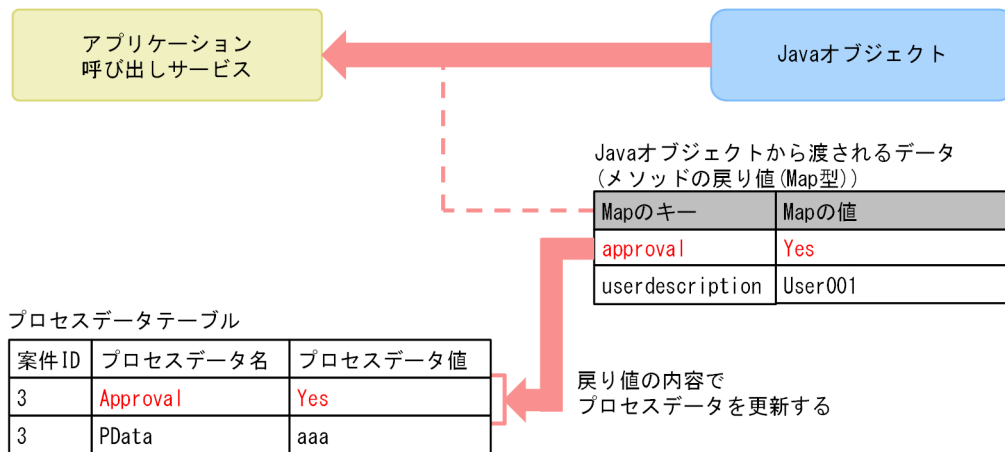 アプリケーション
呼び出しサービス
Javaオブジェクト
Javaオブジェクトから渡されるデータ
(メソッドの戻り値(Map型))
Mapのキー Mapの値
approval Yes
userdescription User001
プロセスデータテーブル
案件ID プロセスデータ名 プロセスデータ値
3 Approval Yes
3 PData aaa
戻り値の内容で
プロセスデータを更新する